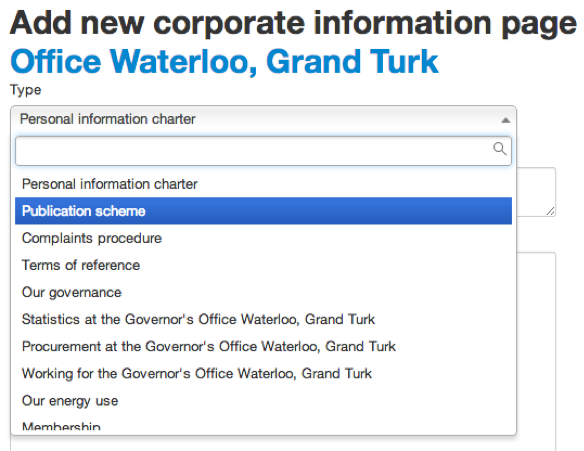 Add new corporate information page
Office Waterloo, Grand Turk
Type
Personal information charter
Personal information charter
Publication scheme
Complaints procedure
Terms of reference
Our governance
Statistics at the Governor's Office Waterloo, Grand Turk
Procurement at the Governor's Office Waterloo, Grand Turk
Working for the Governor's Office Waterloo, Grand Turk
Our energy use
Membership